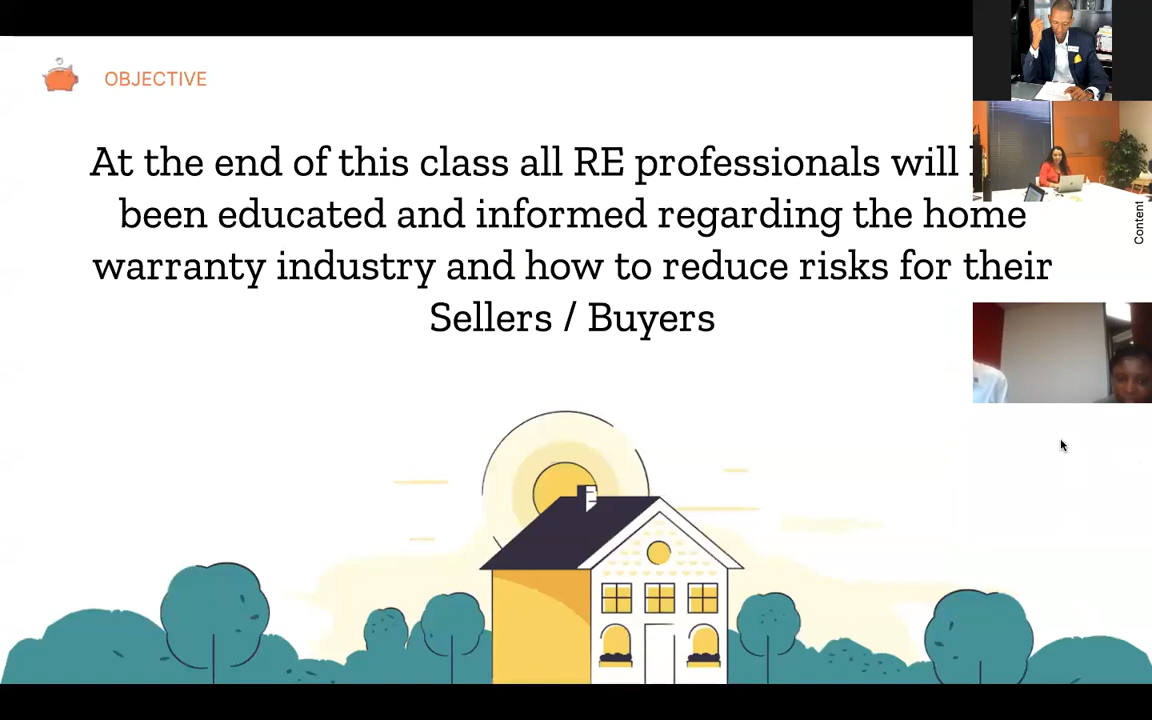 OBJECTIVE
At the end of this class all RE professionals will
been educated and informed regarding the home
warranty industry and how to reduce risks for their
Sellers / Buyers
Content